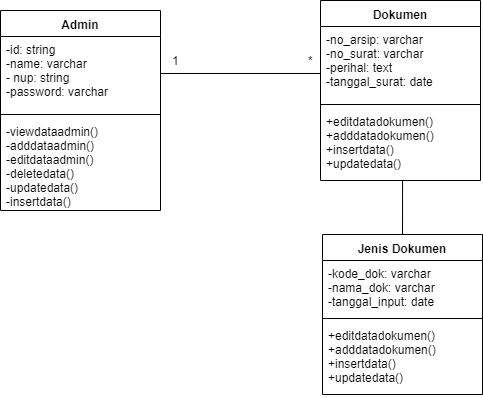 Admin
-id: string
-name: varchar
- nup: string
-password: varchar
-viewdataadmin()
-adddataadmin()
-editdataadmin()
-deletedata()
-updatedata()
-insertdata()
1
*
Dokumen
-no_arsip: varchar
-no_surat: varchar
-perihal: text
-tanggal_surat: date
+editdatadokumen()
+adddatadokumen()
+insertdata()
+updatedata()
Jenis Dokumen
-kode_dok: varchar
-nama_dok: varchar
-tanggal_input: date
+editdatadokumen()
+adddatadokumen()
+insertdata()
+updatedata()